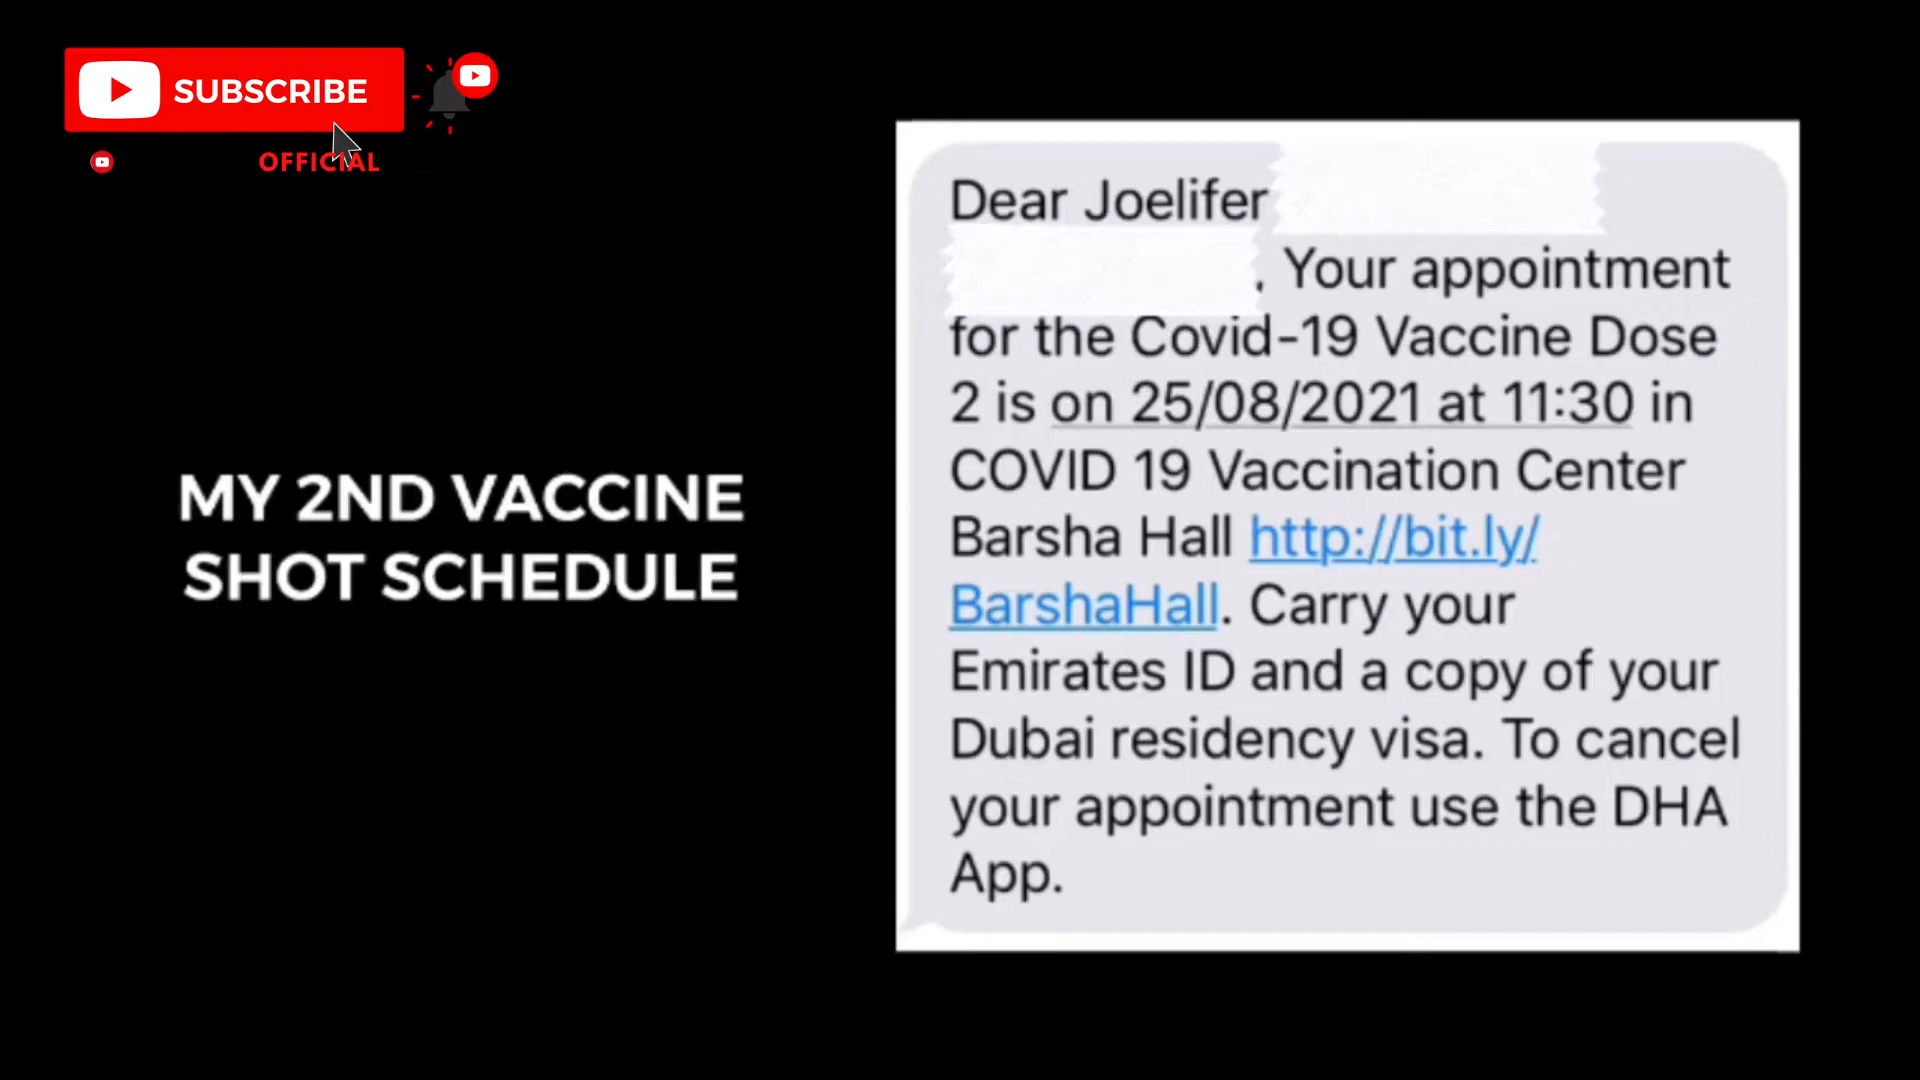 SUBSCRIBE
OFFICIAL
MY 2ND VACCINE
SHOT SCHEDULE
Dear Joelifer
, Your appointment
for the Covid-19 Vaccine Dose
2 is on 25/08/2021 at 11:30 in
COVID 19 Vaccination Center
Barsha Hall http://bit.ly/
BarshaHall. Carry your
Emirates ID and a copy of your
Dubai residency visa. To cancel
your appointment use the DHA
App.